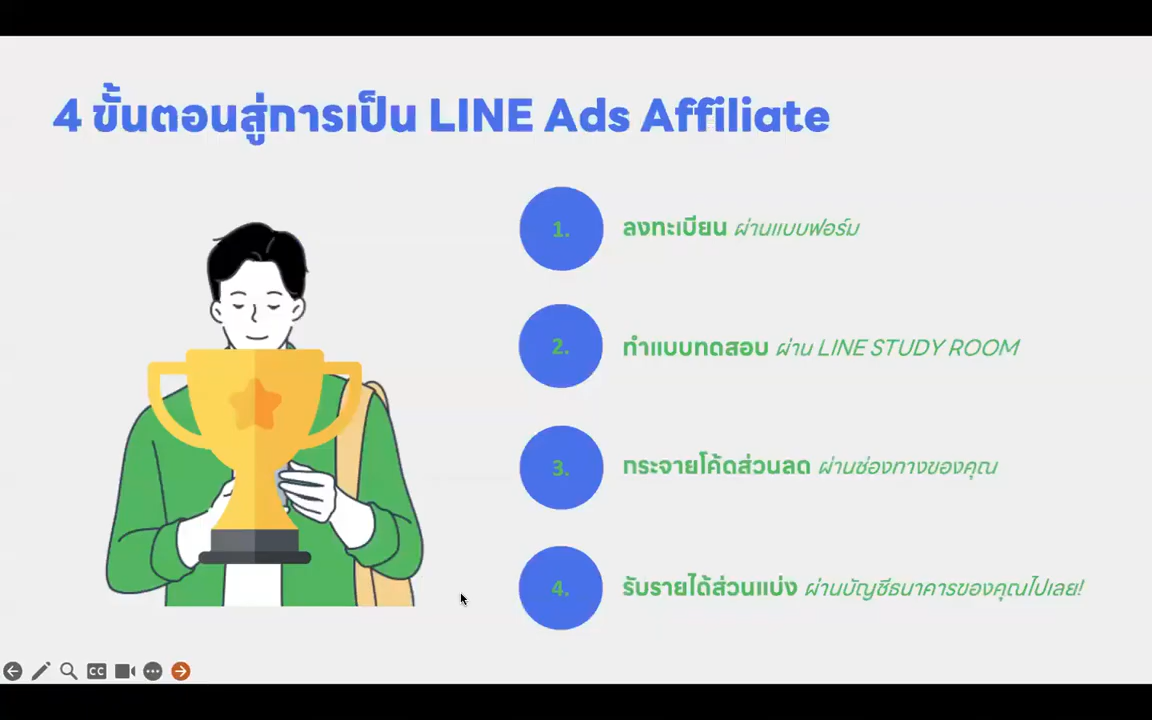 4 ขั้นตอนสู่การเป็น LINE Ads Affiliate
1. ลงทะเบียน ผ่านแบบฟอร์ม
2. ทำแบบทดสอบ ผ่าน LINE STUDY ROOM
3. กระจายโค้ดส่วนลด ผ่านช่องทางของคุณ
4. รับรายได้ส่วนแบ่ง ผ่านบัญชีธนาคารของคุณไปเลย!
CC